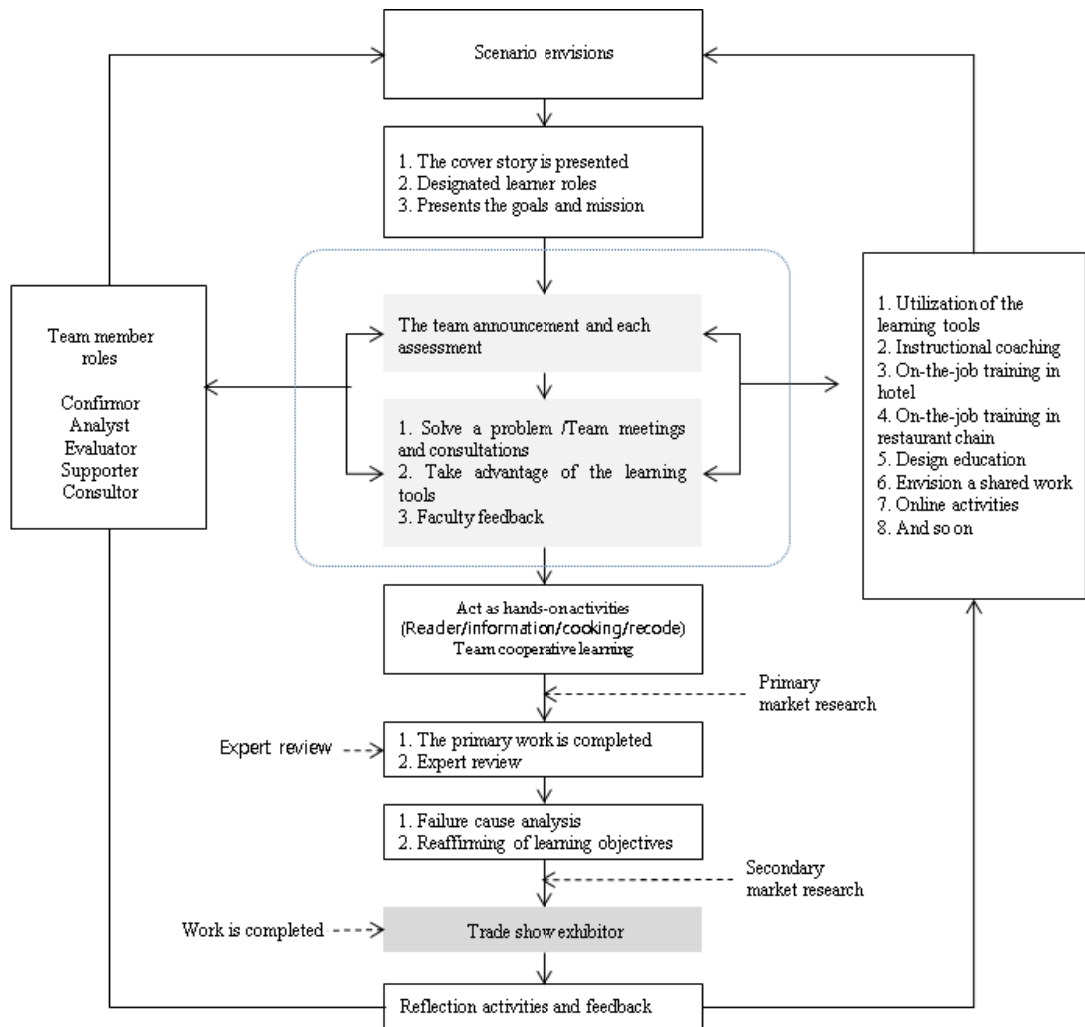 Scenario envisions
1. The cover story is presented
2. Designated learner roles
3. Presents the goals and mission
Team member
roles
Confirmor
Analyst
Evaluator
Supporter
Consultor
The team announcement and each
assessment
1. Solve a problem /Team meetings
and consultations
2. Take advantage of the learning
tools
3. Faculty feedback
1. Utilization of the
learning tools
2. Instructional coaching
3. On-the-job training in
hotel
4. On-the-job training in
restaurant chain
5. Design education
6. Envision a shared work
7. Online activities
8. And so on
Act as hands-on activities
(Reader/information/cooking/recode)
Team cooperative learning
Primary
market research
Expert review
1. The primary work is completed
2. Expert review
1. Failure cause analysis
2. Reaffirming of learning objectives
Secondary
market research
Work is completed
Trade show exhibitor
Reflection activities and feedback